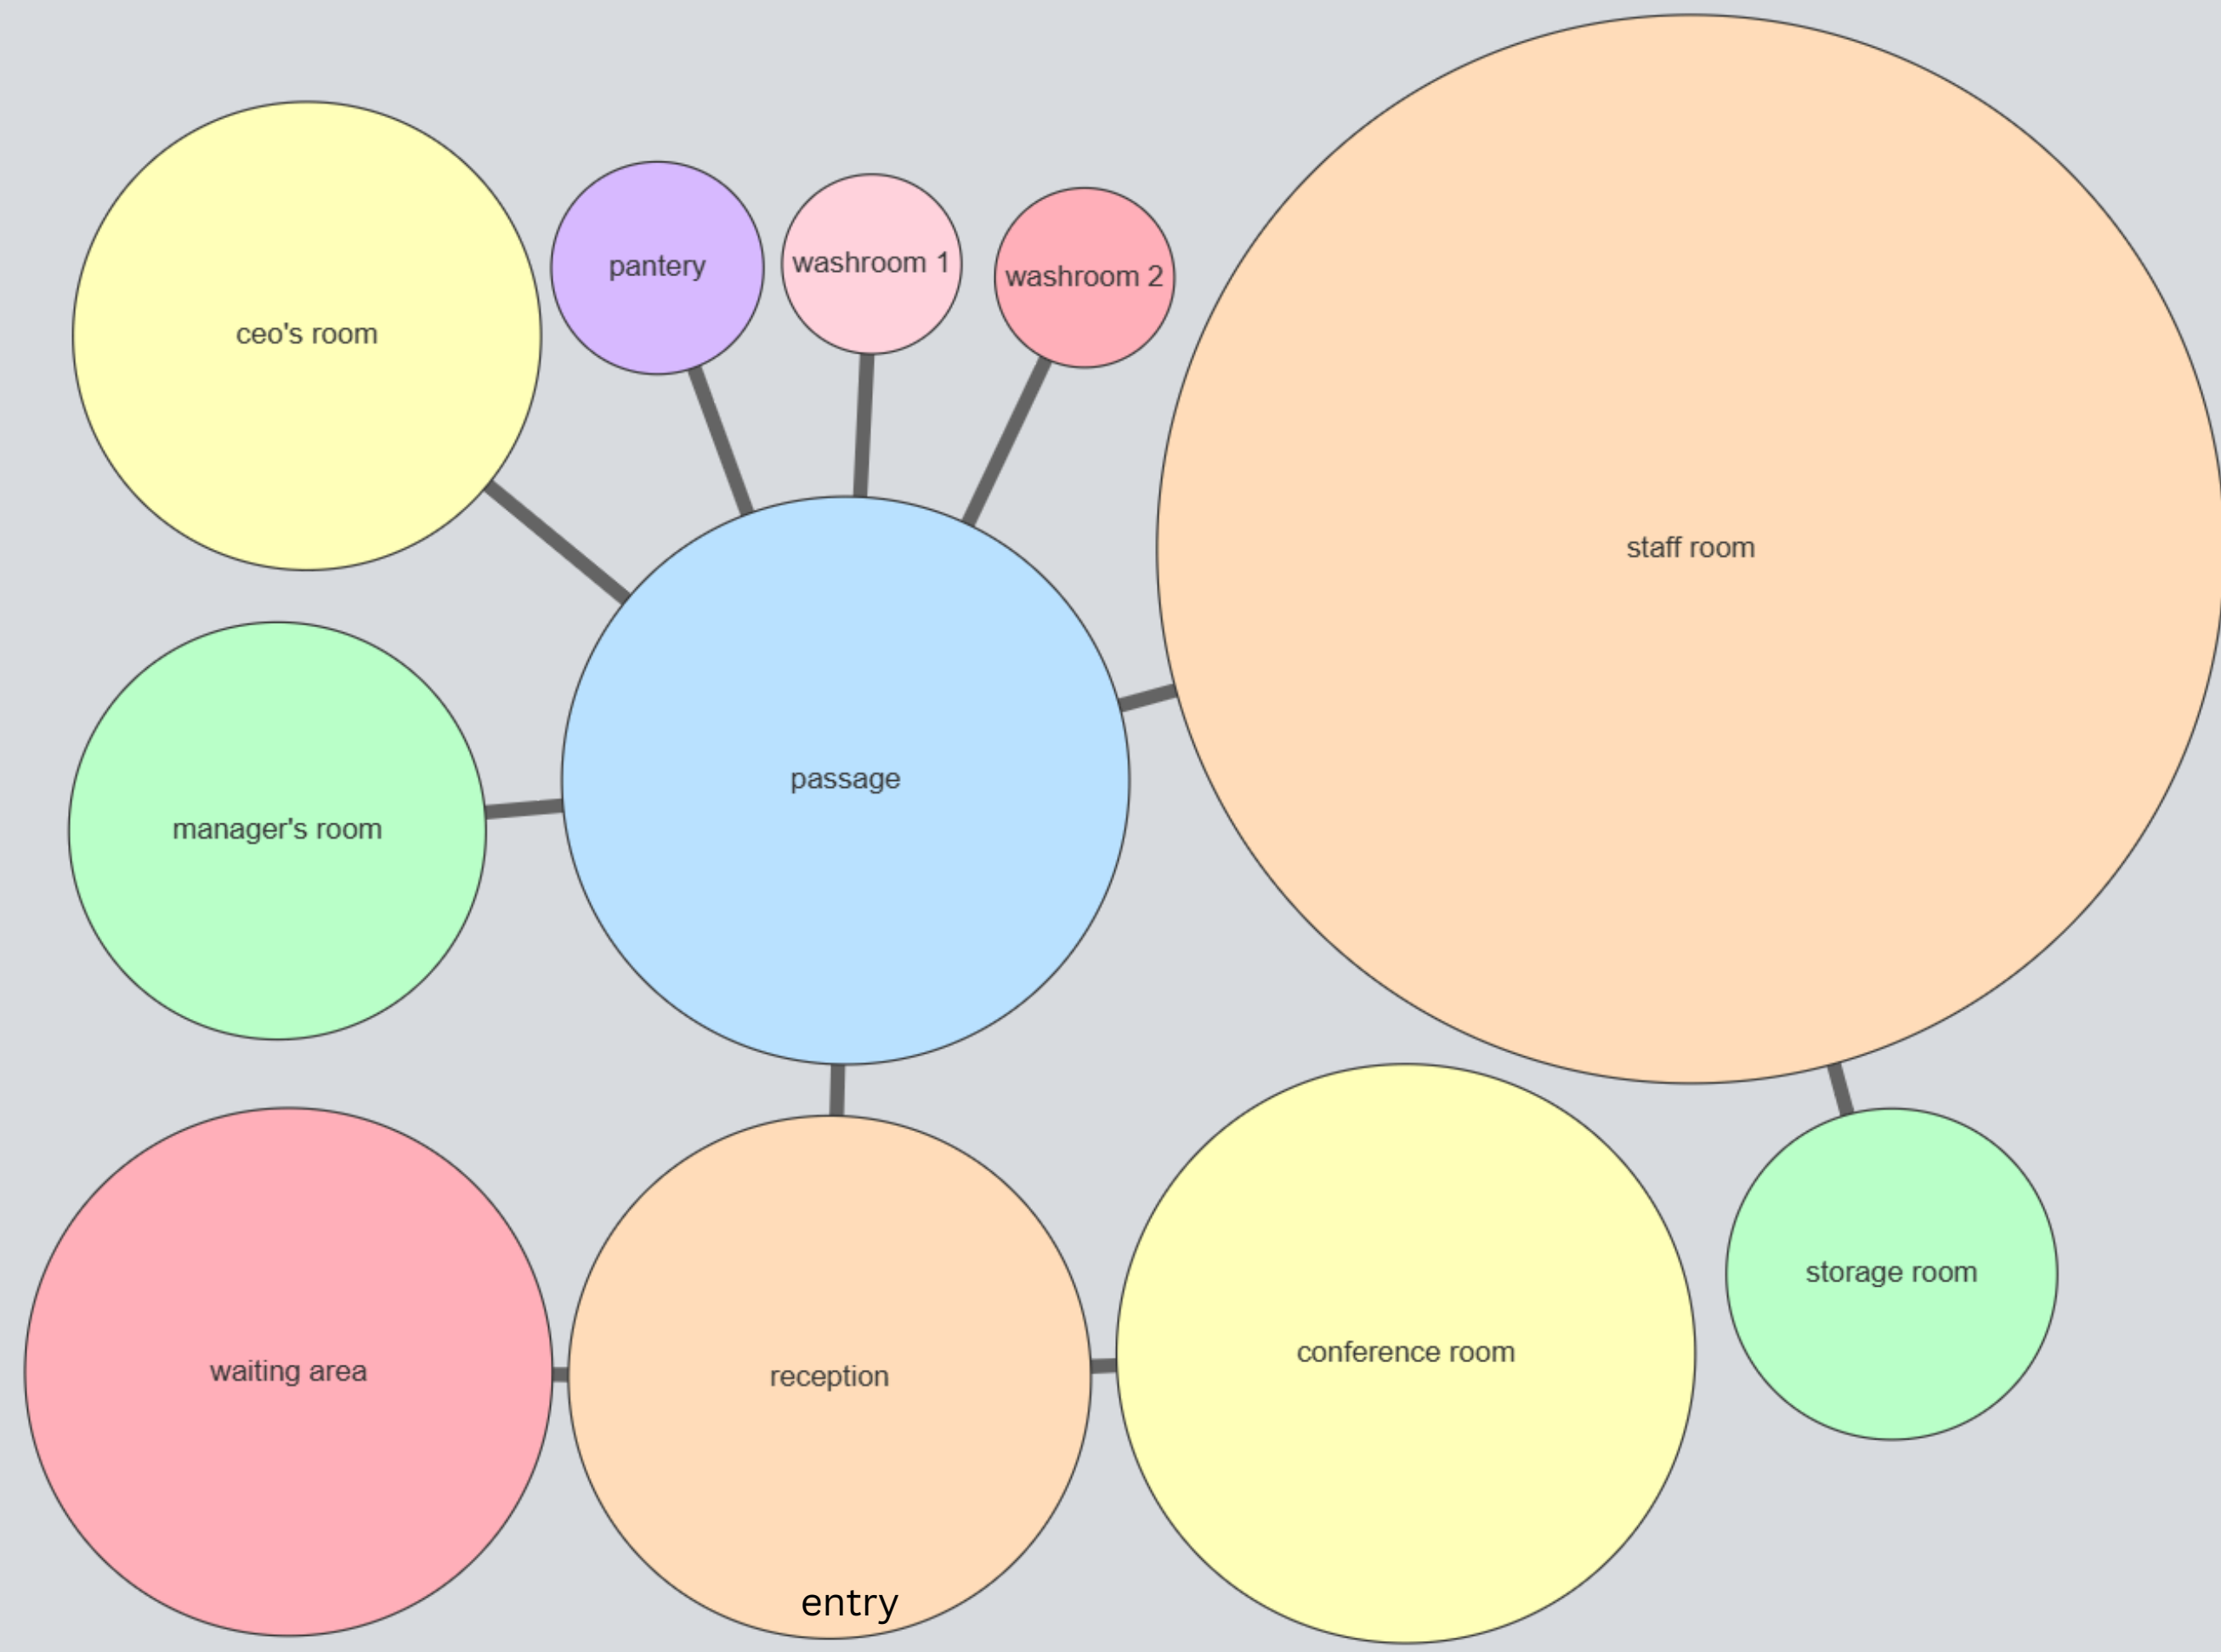 ceo's room
pantery
washroom 1
washroom 2
staff room
manager's room
passage
waiting area
reception
conference room
storage room
entry